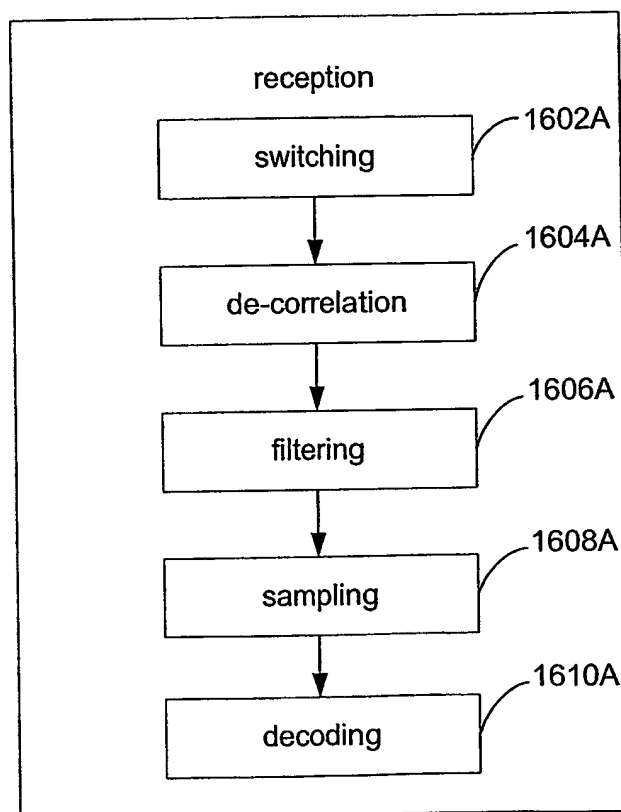 reception
1602A
switching
1604A
de-correlation
1606A
filtering
1608A
sampling
1610A
decoding